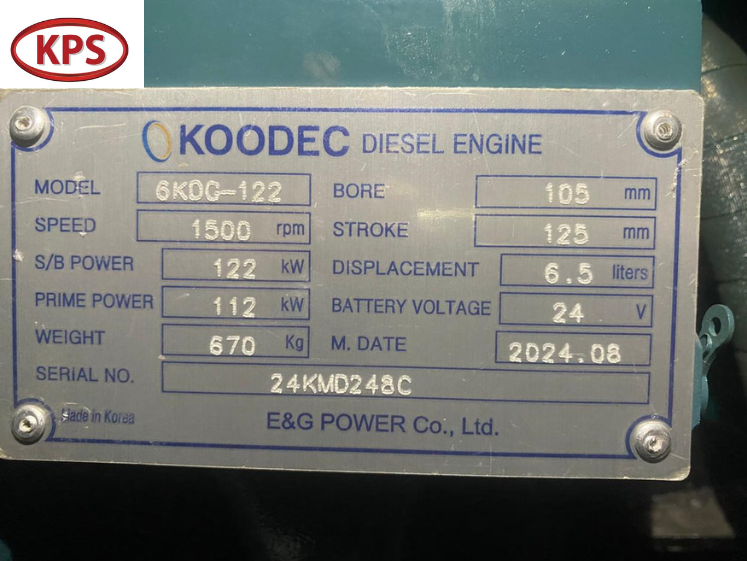 KPS
KOODEC DIESEL ENGINE
MODEL 6KDG-122 BORE 105 mm
SPEED 1500 rpm STROKE 125 mm
S/B POWER 122 kW DISPLACEMENT 6.5 liters
PRIME POWER 112 kW BATTERY VOLTAGE 24 V
WEIGHT 670 Kg M. DATE 2024.08
SERIAL NO. 24KMD248C
Made in Korea E&G POWER Co., Ltd.